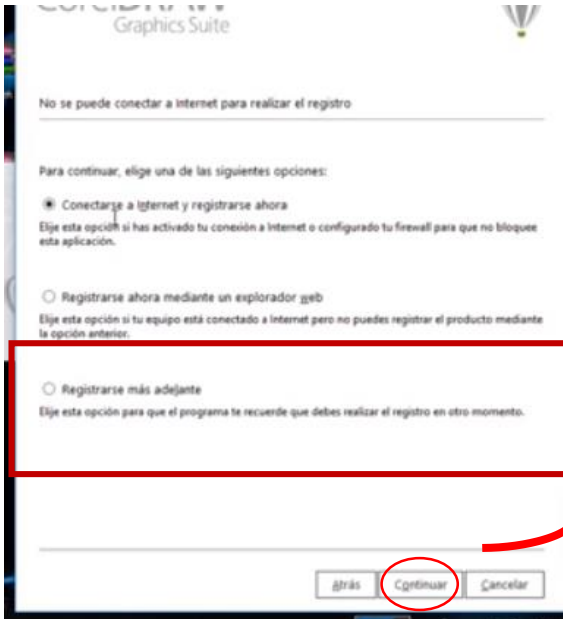 CorelDRAW
Graphics Suite
No se puede conectar a Internet para realizar el registro
Para continuar, elige una de las siguientes opciones:
Conectarse a Internet y registrarse ahora
Elije esta opción si has activado tu conexión a Internet o configurado tu firewall para que no bloquee
esta aplicación.
Registrarse ahora mediante un explorador web
Elije esta opción si tu equipo está conectado a Internet pero no puedes registrar el producto mediante
la opción anterior.
Registrarse más adelante
Elije esta opción para que el programa te recuerde que debes realizar el registro en otro momento.
Atrás Continuar Cancelar